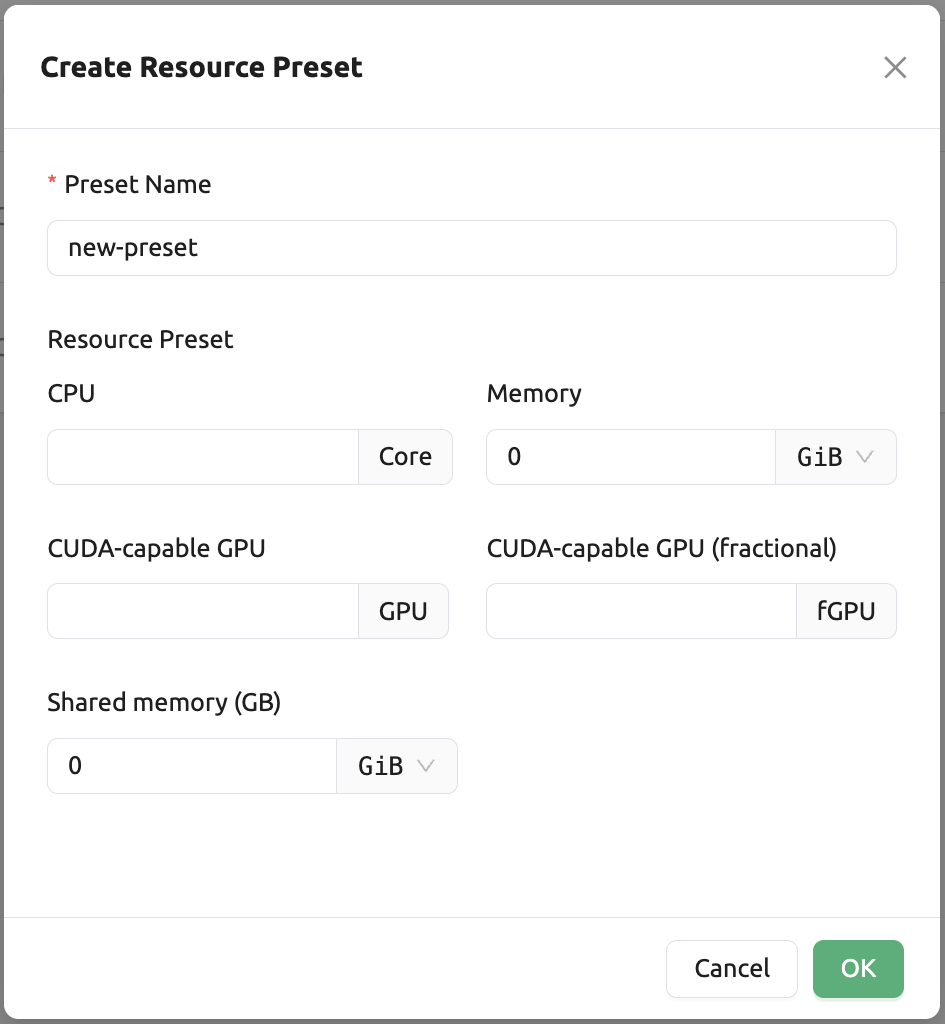 Create Resource Preset
* Preset Name
new-preset
Resource Preset
CPU
Memory
Core
0
GiB
CUDA-capable GPU
CUDA-capable GPU (fractional)
GPU
fGPU
Shared memory (GB)
0
GiB
Cancel
OK